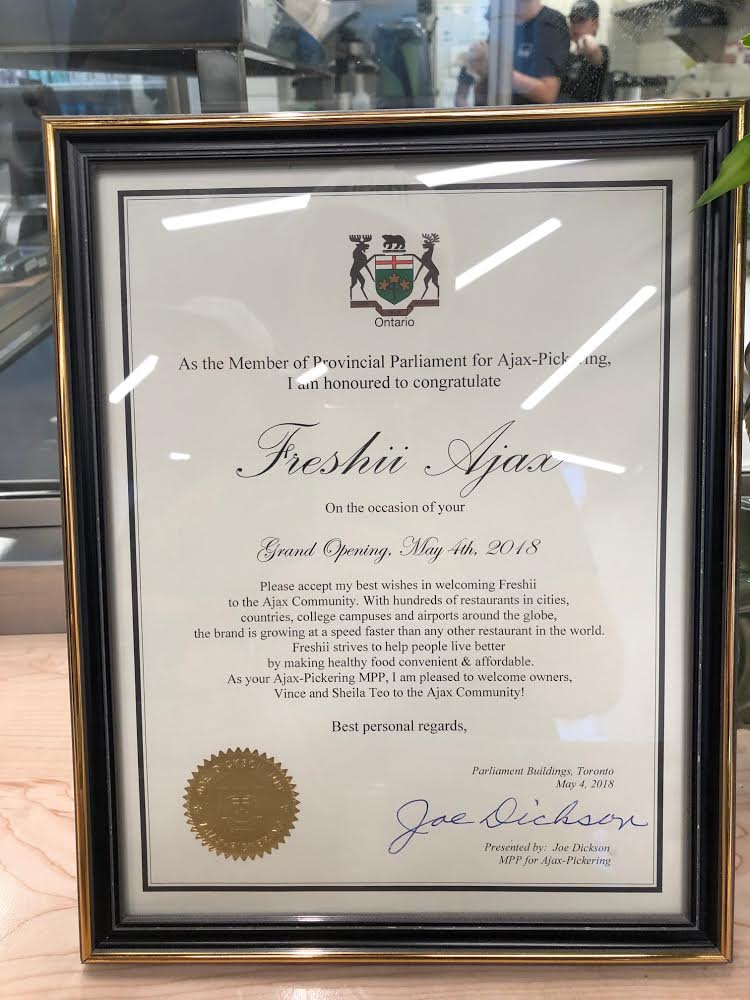 Ontario
As the Member of Provincial Parliament for Ajax-Pickering,
I am honoured to congratulate
Freshii Ajax
On the occasion of your
Grand Opening, May 4th, 2018
Please accept my best wishes in welcoming Freshii
to the Ajax Community. With hundreds of restaurants in cities,
countries, college campuses and airports around the globe,
the brand is growing at a speed faster than any other restaurant in the world.
Freshii strives to help people live better
by making healthy food convenient & affordable.
As your Ajax-Pickering MPP, I am pleased to welcome owners,
Vince and Sheila Teo to the Ajax Community!
Best personal regards,
Parliament Buildings, Toronto
May 4, 2018
Joe Dickson
Presented by: Joe Dickson
MPP for Ajax-Pickering